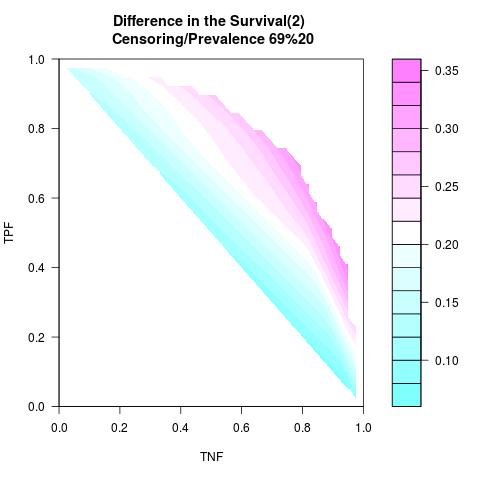 Difference in the Survival(2)
Censoring/Prevalence 69%20
1.0
0.8
0.6
0.4
0.2
0.0
TPF
0.0 0.2 0.4 0.6 0.8 1.0
TNF
0.35
0.30
0.25
0.20
0.15
0.10